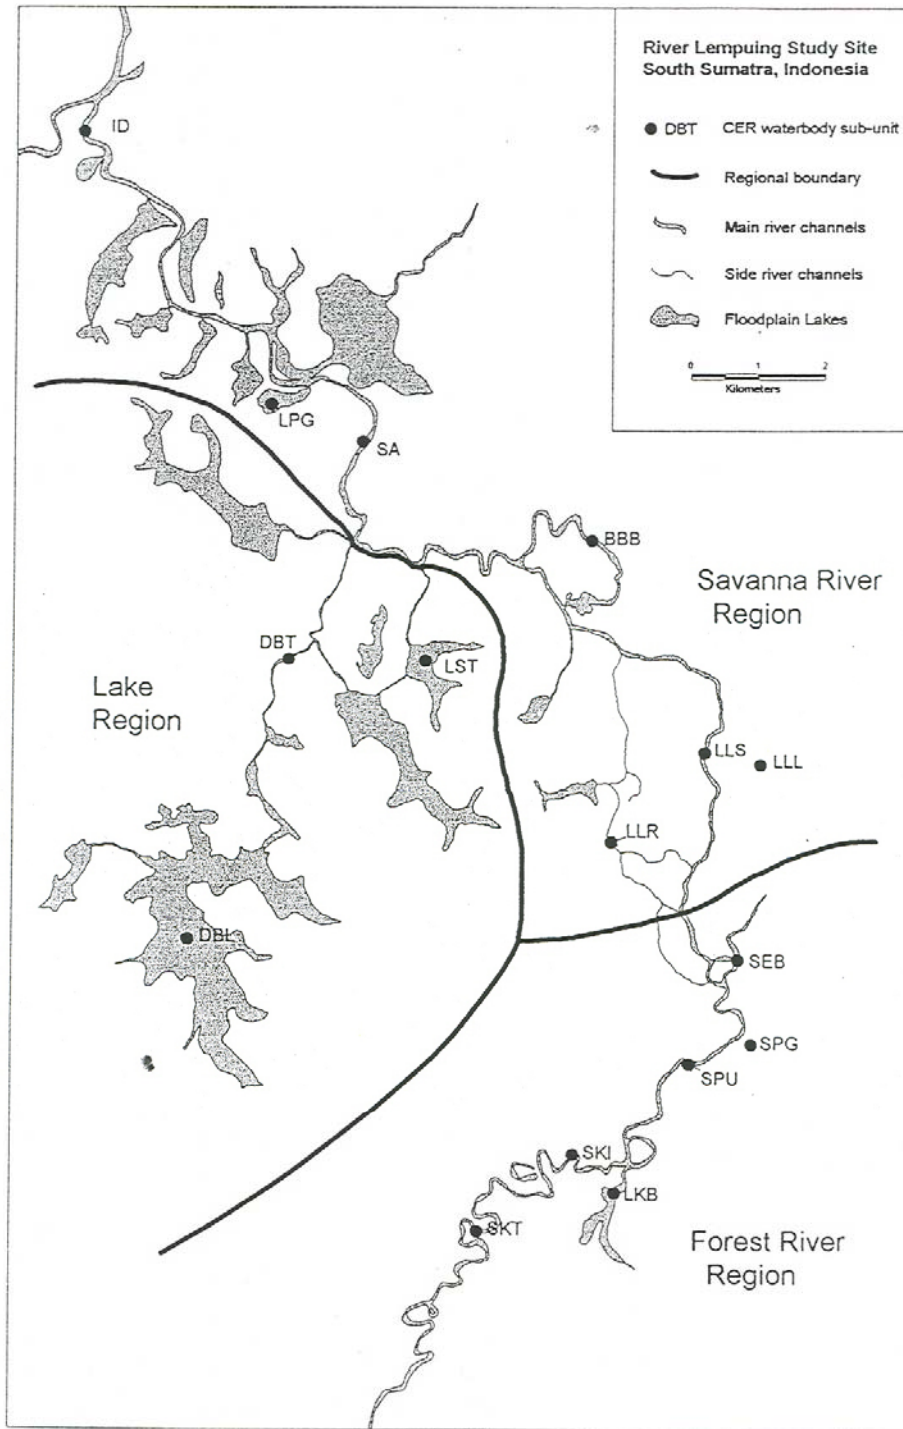 River Lempuing Study Site
South Sumatra, Indonesia
DBT CER waterbody sub-unit
Regional boundary
Main river channels
Side river channels
Floodplain Lakes
0 1 2
Kilometers
ID
LPG
SA
BBB
Savanna River
Region
DBT
LST
Lake
Region
LLS
LLL
LLR
DBL
SEB
SPG
SPU
SKI
LKB
SKT
Forest River
Region